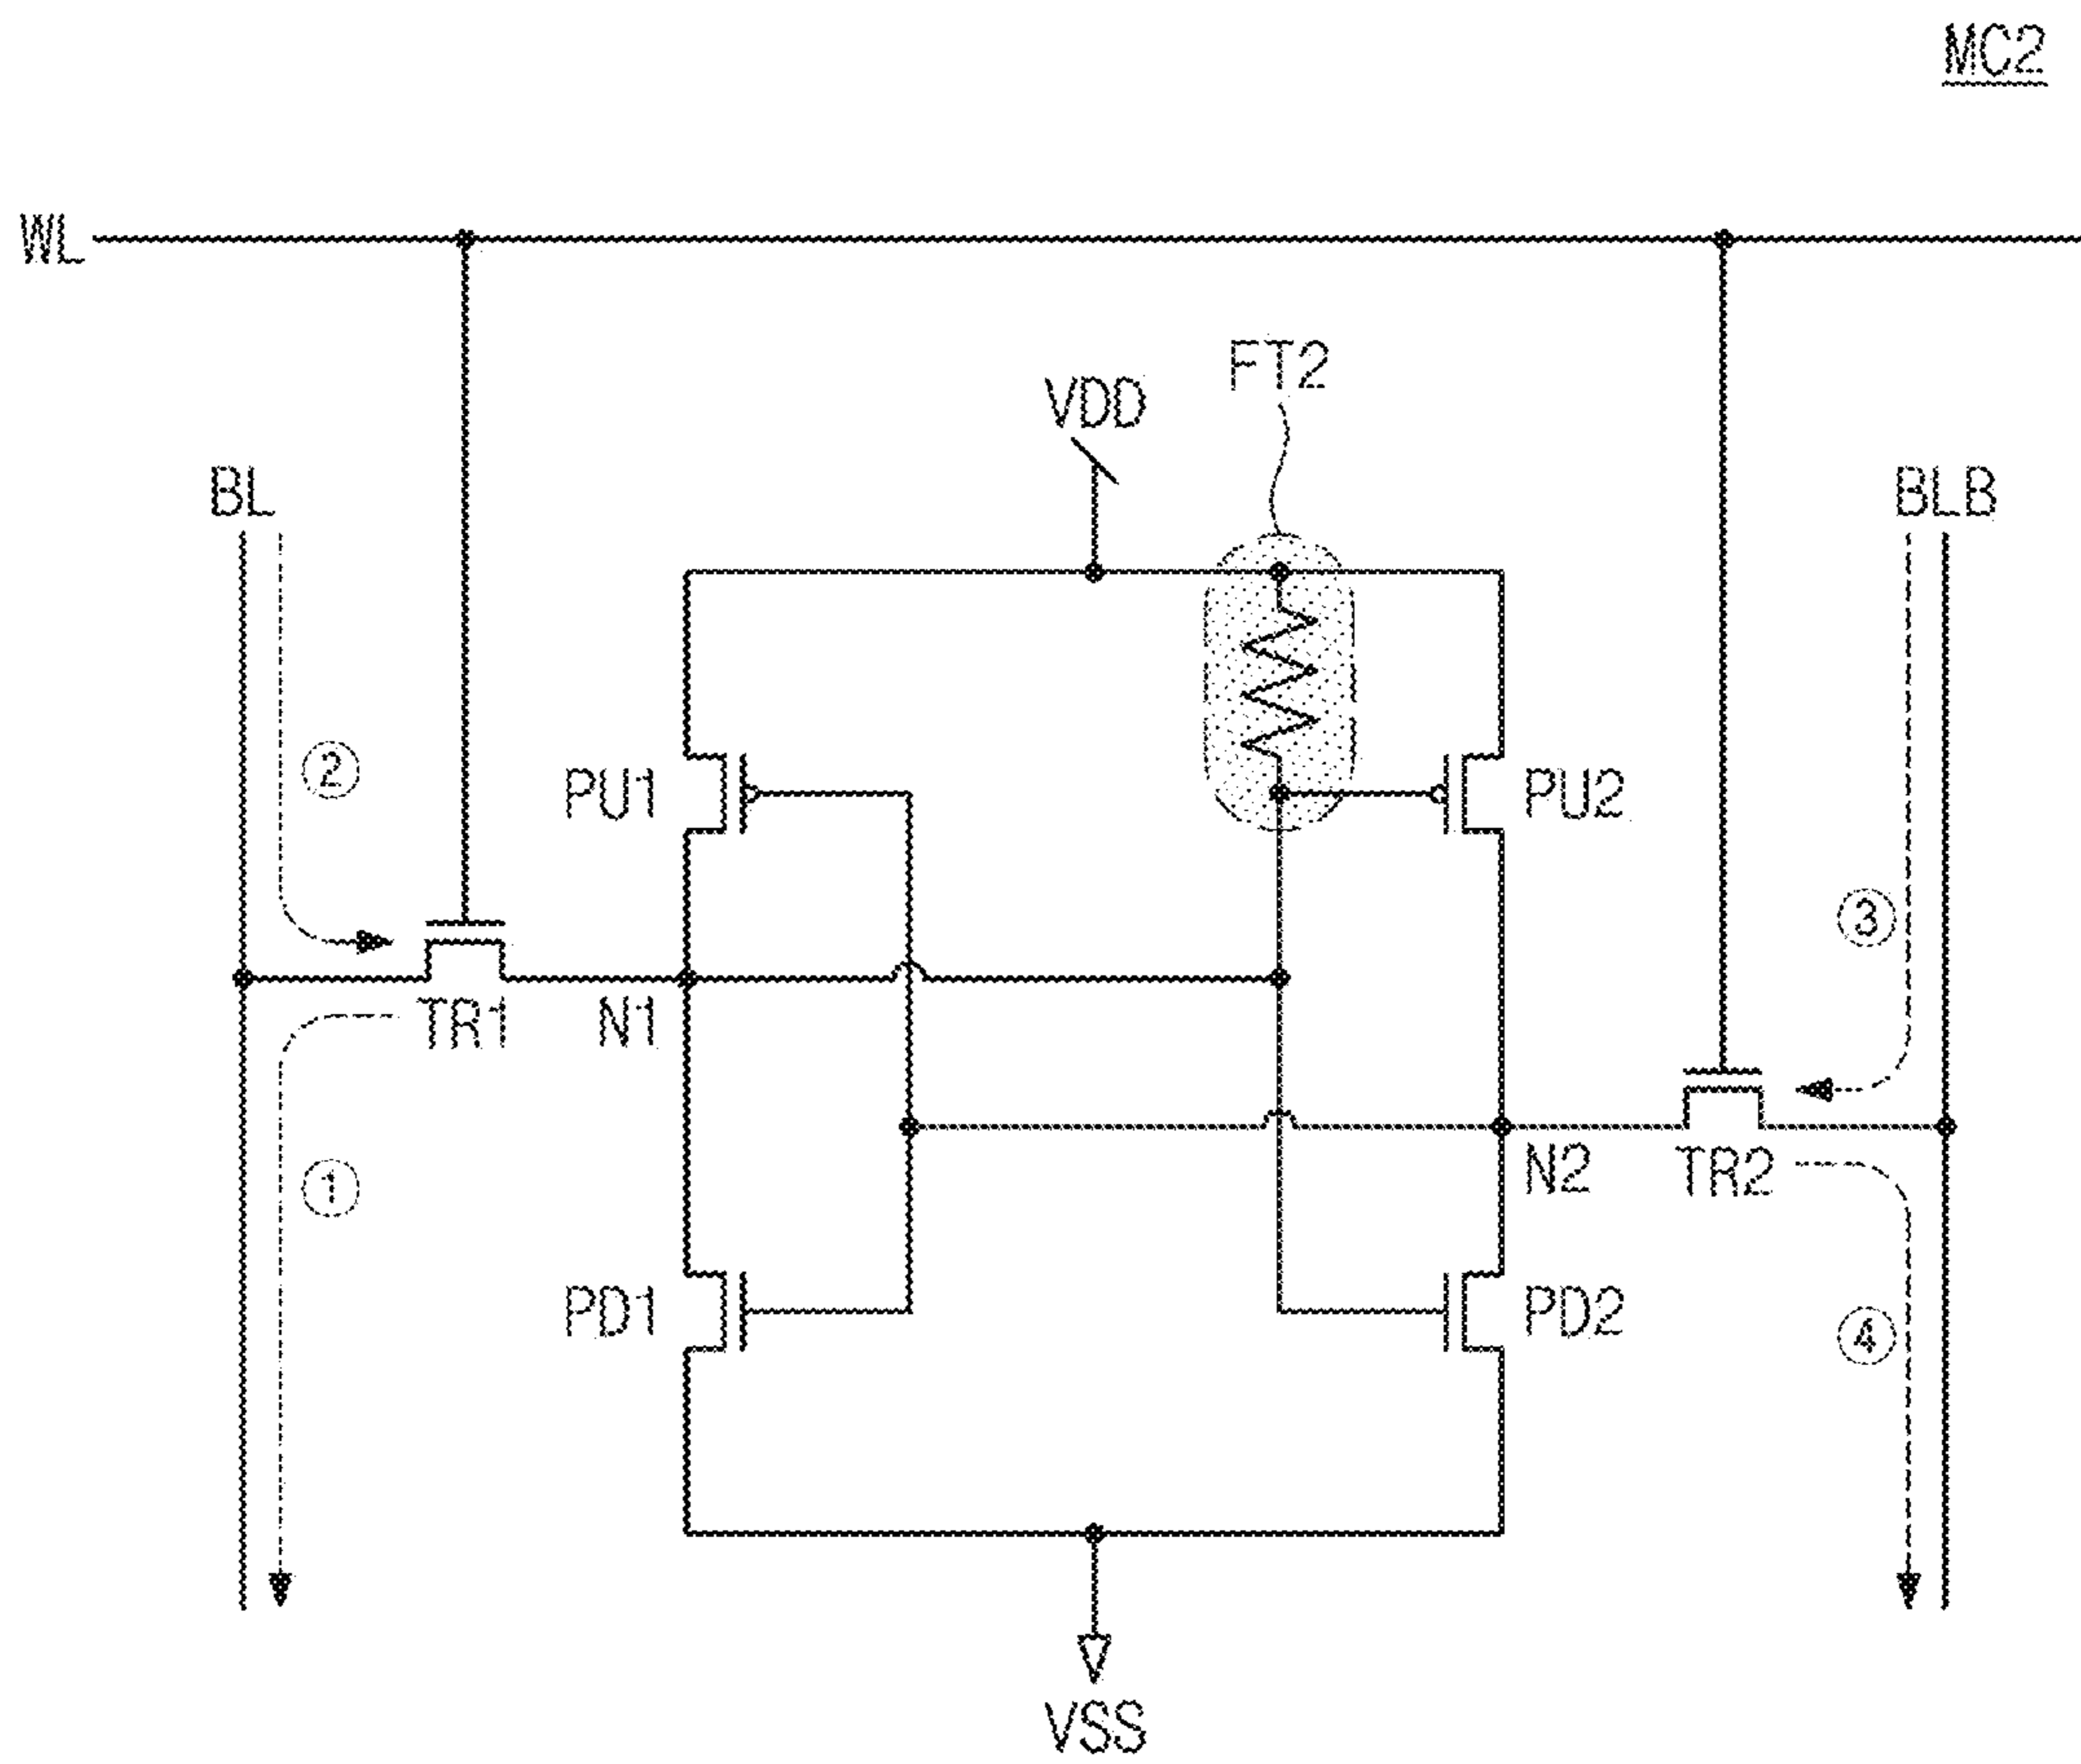 MC2
WL
FT2
VDD
BL
BLB
②
PU1
PU2
③
TR1
N1
①
N2
TR2
PD1
PD2
④
VSS